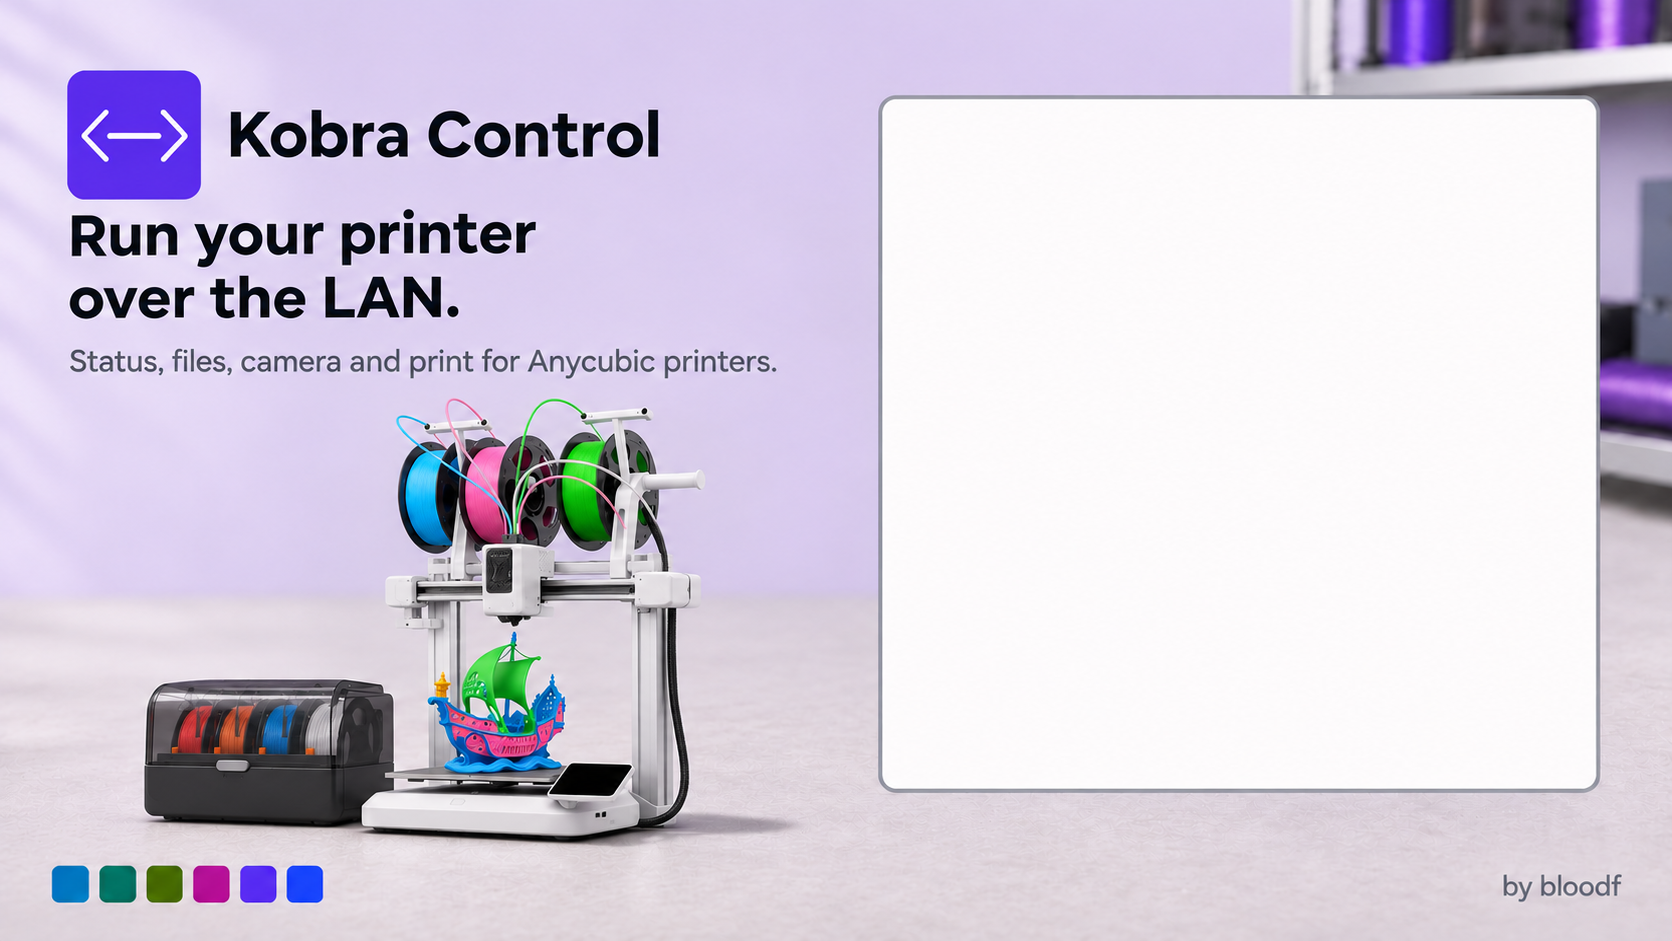 Kobra Control
Run your printer
over the LAN.
Status, files, camera and print for Anycubic printers.
by bloodf